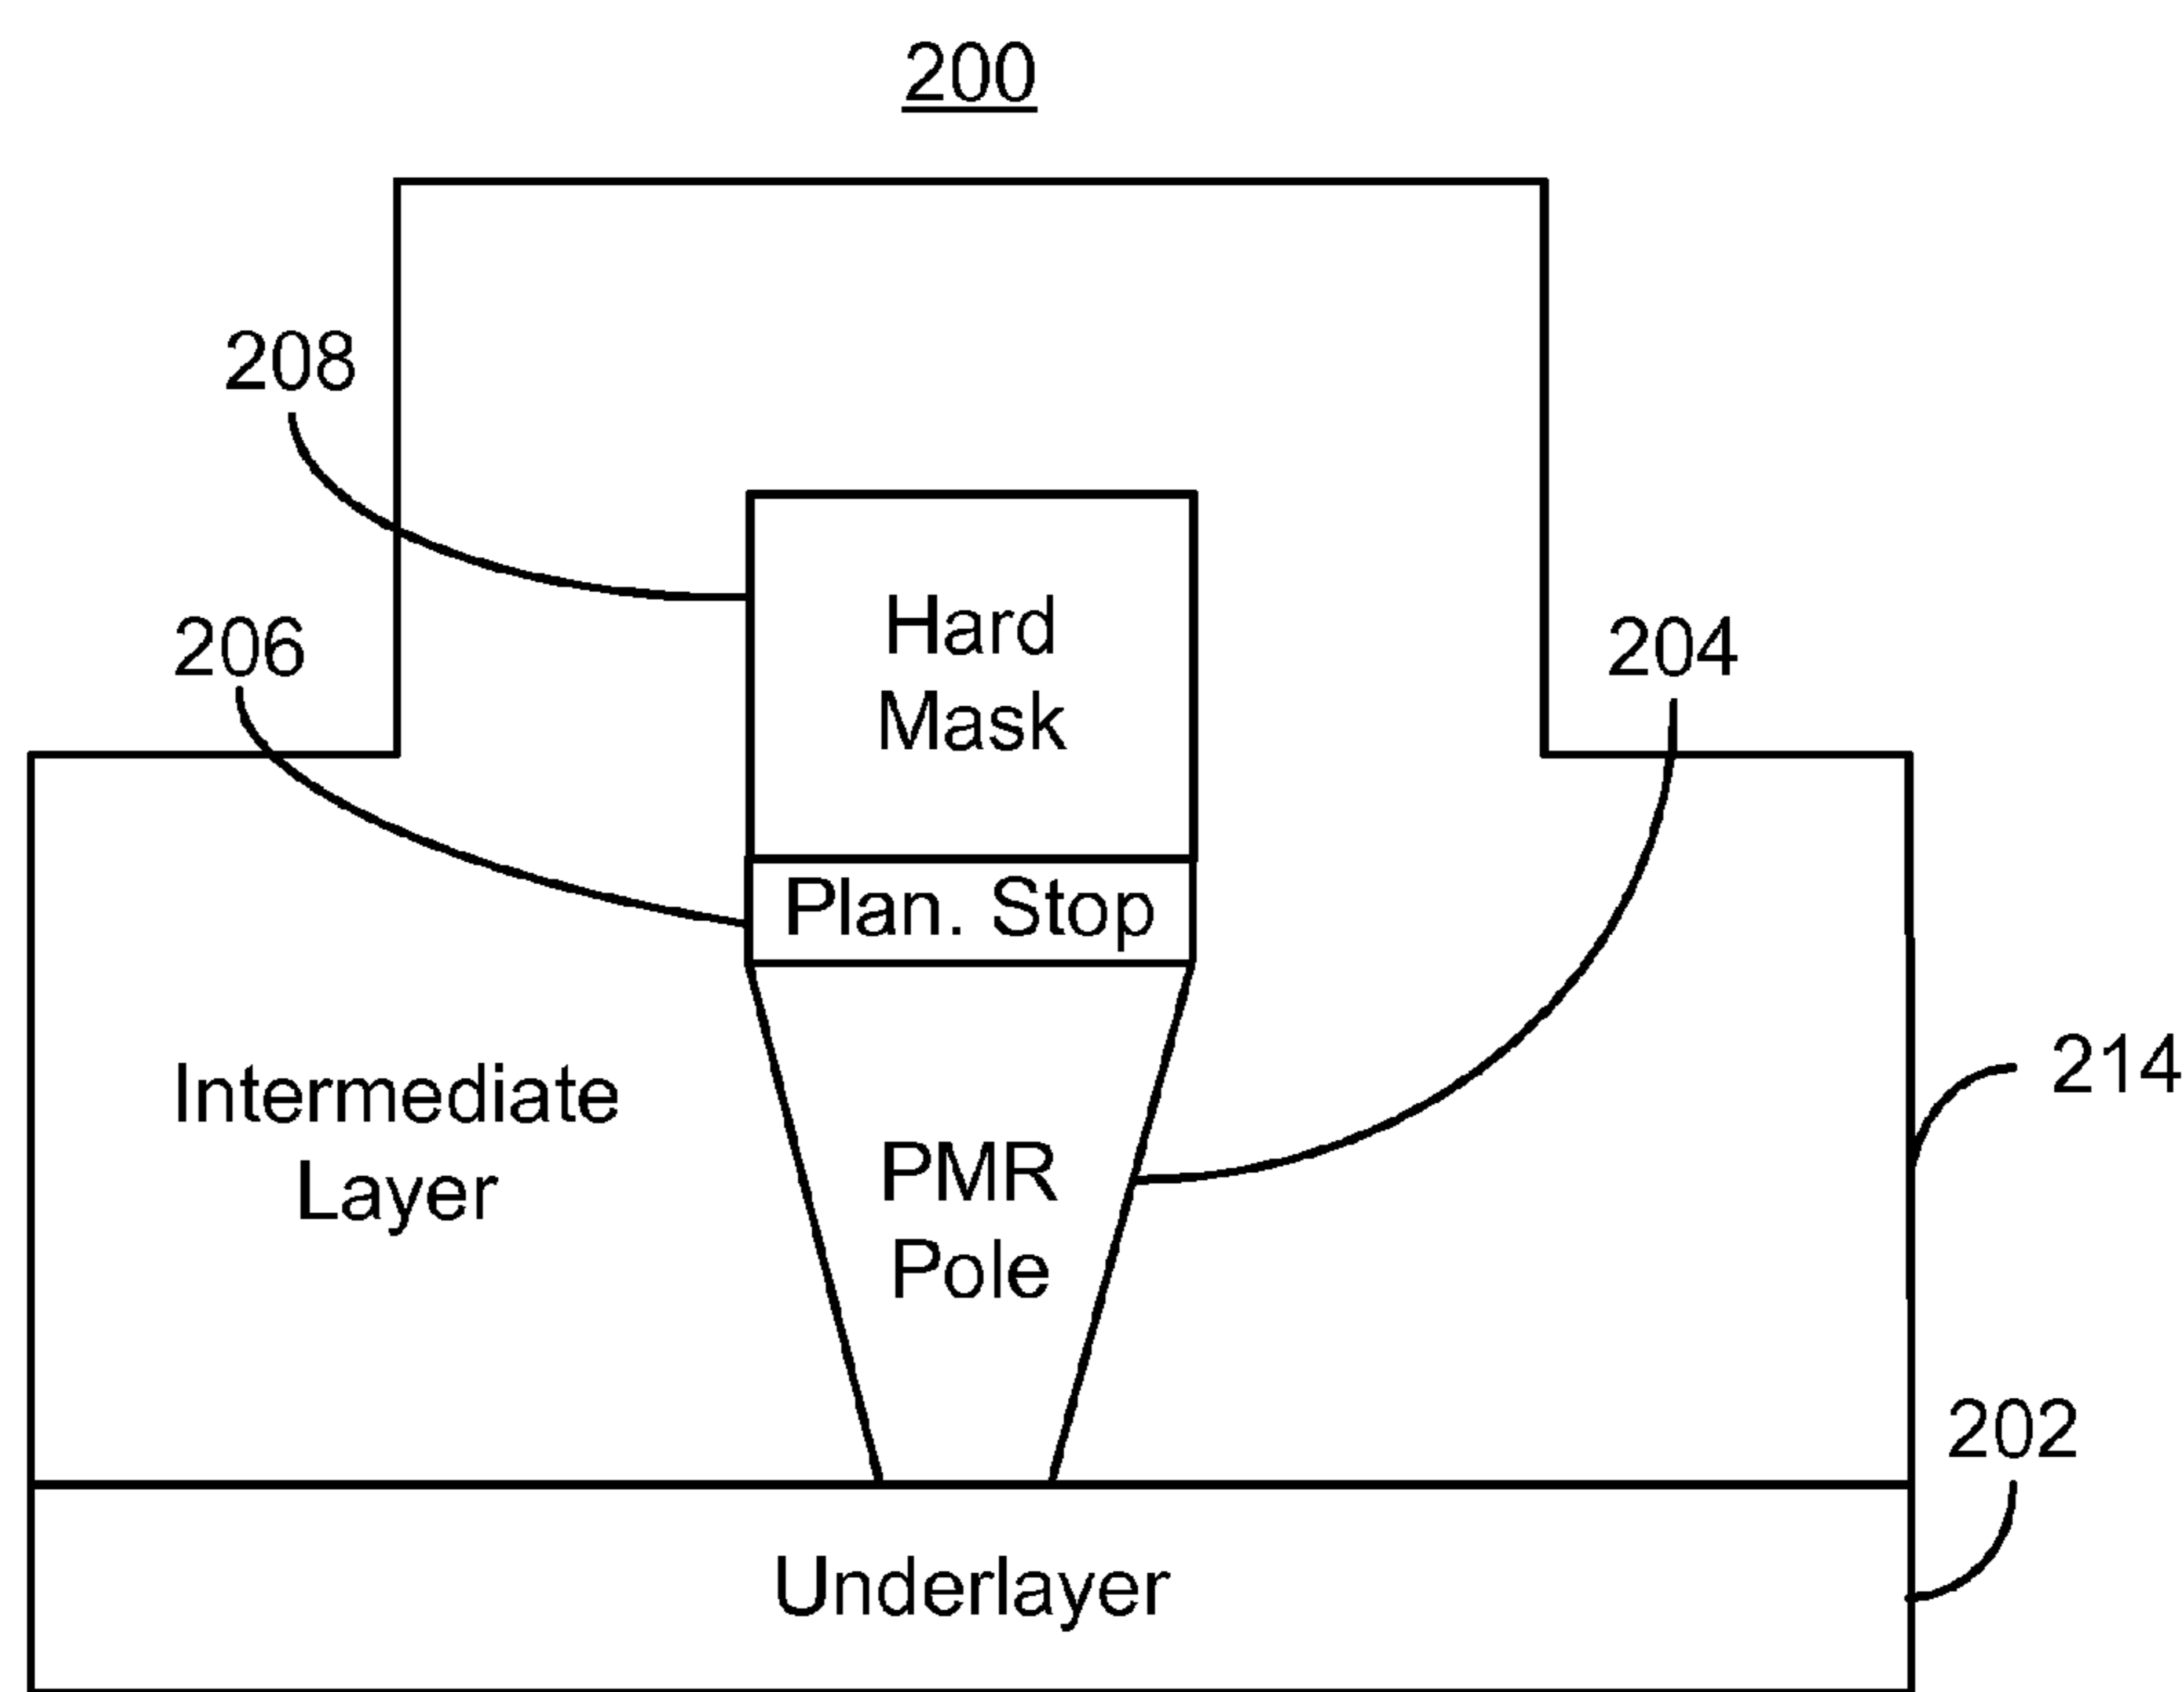 200
208
Hard
Mask
206
204
Plan. Stop
Intermediate
Layer
PMR
Pole
214
202
Underlayer